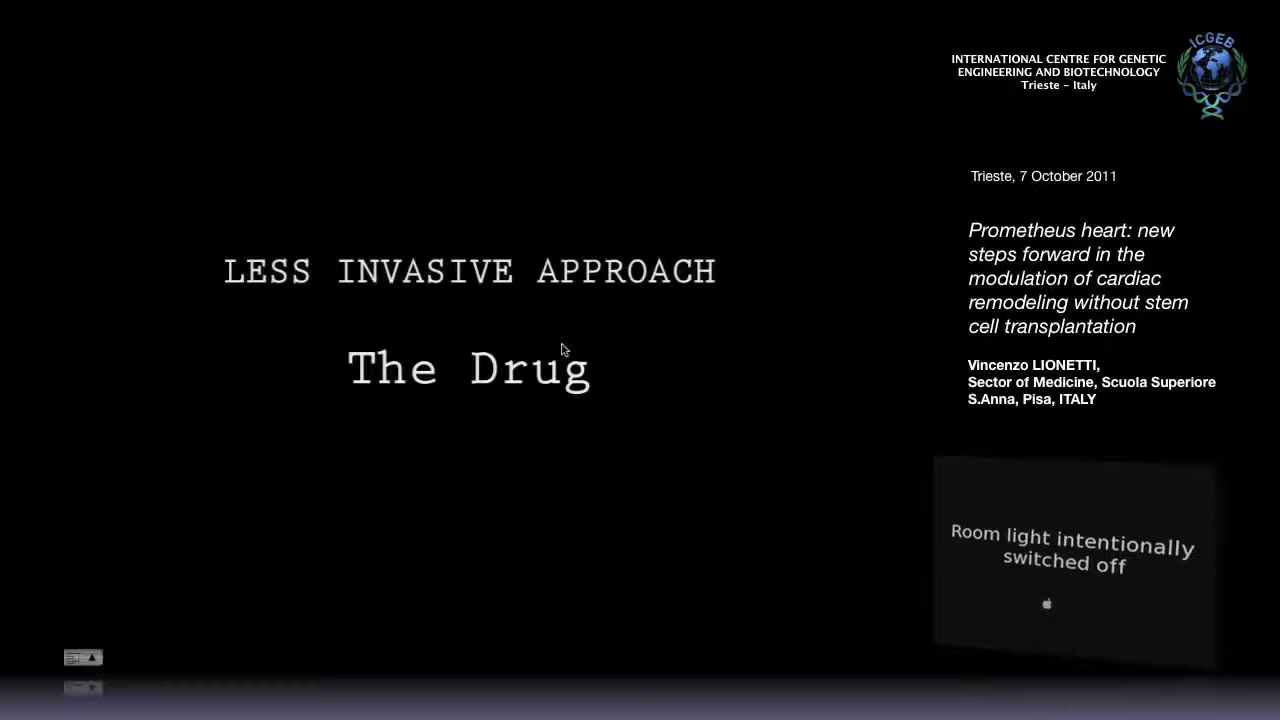 INTERNATIONAL CENTRE FOR GENETIC
ENGINEERING AND BIOTECHNOLOGY
Trieste – Italy
ICGEB
Trieste, 7 October 2011
Prometheus heart: new
steps forward in the
modulation of cardiac
remodeling without stem
cell transplantation
Vincenzo LIONETTI,
Sector of Medicine, Scuola Superiore
S.Anna, Pisa, ITALY
LESS INVASIVE APPROACH
The Drug
Room light intentionally
switched off